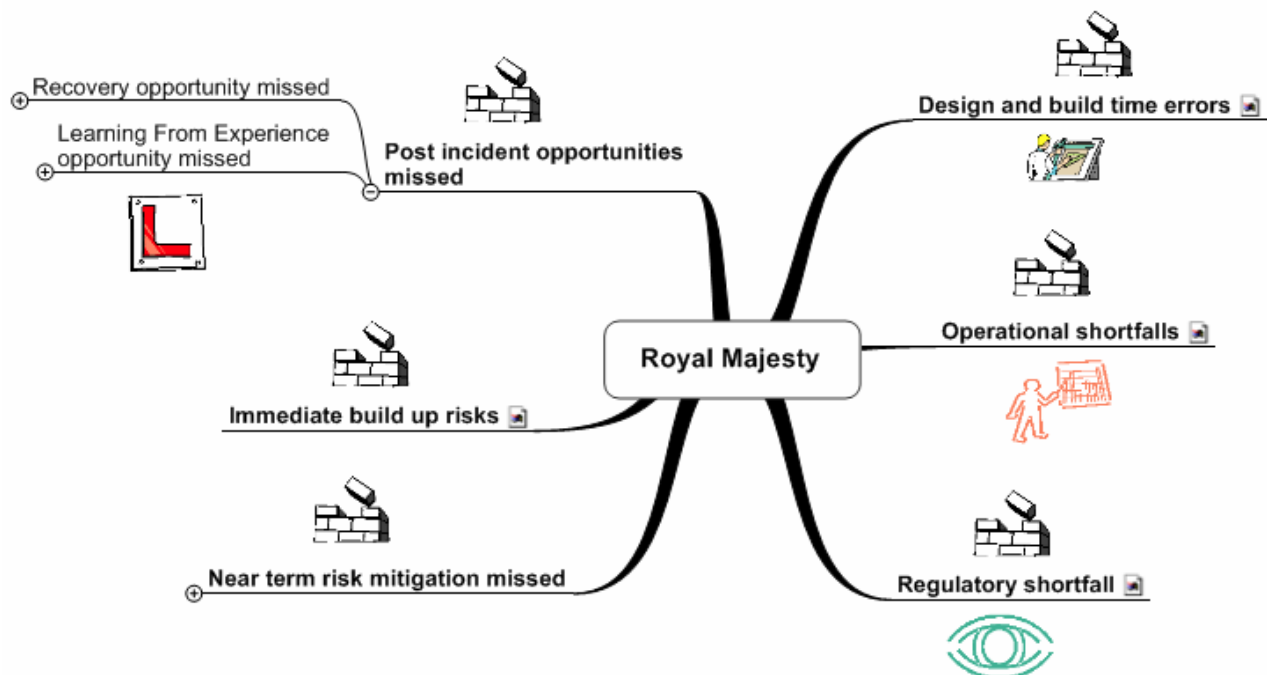 Recovery opportunity missed
Learning From Experience
opportunity missed
Post incident opportunities
missed
Design and build time errors
Operational shortfalls
Royal Majesty
Immediate build up risks
Near term risk mitigation missed
Regulatory shortfall